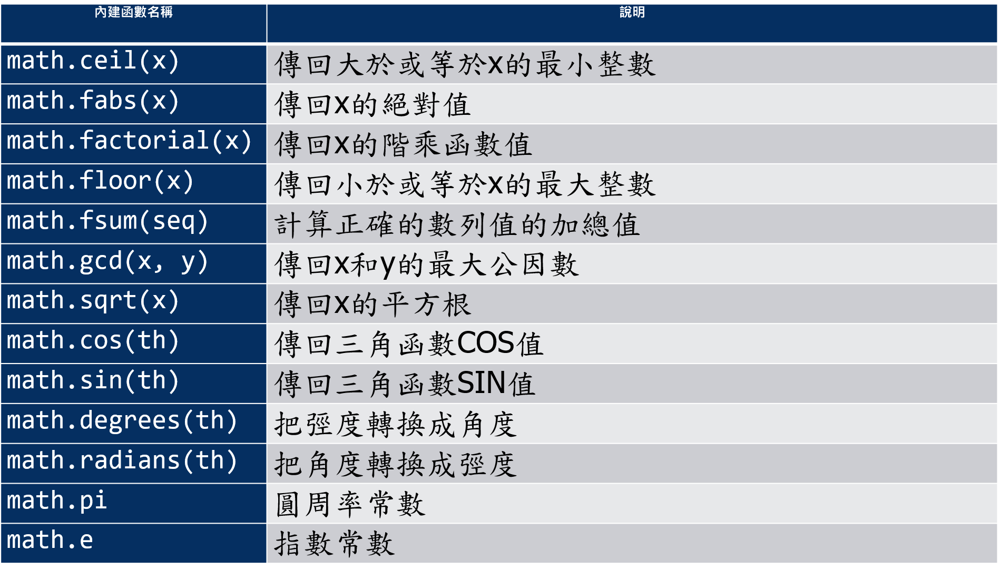 內建函數名稱 說明
math.ceil(x) 傳回大於或等於x的最小整數
math.fabs(x) 傳回x的絕對值
math.factorial(x) 傳回x的階乘函數值
math.floor(x) 傳回小於或等於x的最大整數
math.fsum(seq) 計算正確的數列值的加總值
math.gcd(x, y) 傳回x和y的最大公因數
math.sqrt(x) 傳回x的平方根
math.cos(th) 傳回三角函數COS值
math.sin(th) 傳回三角函數SIN值
math.degrees(th) 把弳度轉換成角度
math.radians(th) 把角度轉換成弳度
math.pi 圓周率常數
math.e 指數常數